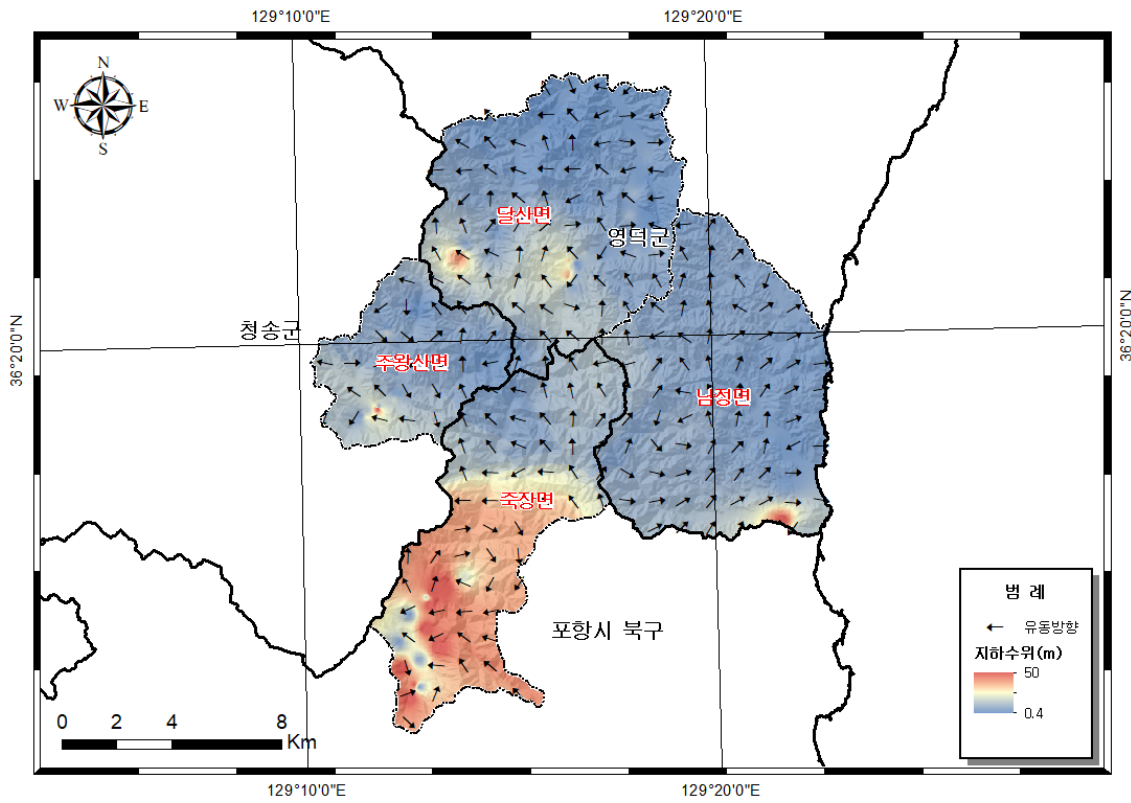 129°10'0"E
129°20'0"E
N
W E
S
달산면
영덕군
청송군
36°20'0"N
36°20'0"N
주왕산면
남정면
죽장면
포항시 북구
범 례
유동방향
지하수위(m)
50
0.4
0 2 4 8
Km
129°10'0"E
129°20'0"E